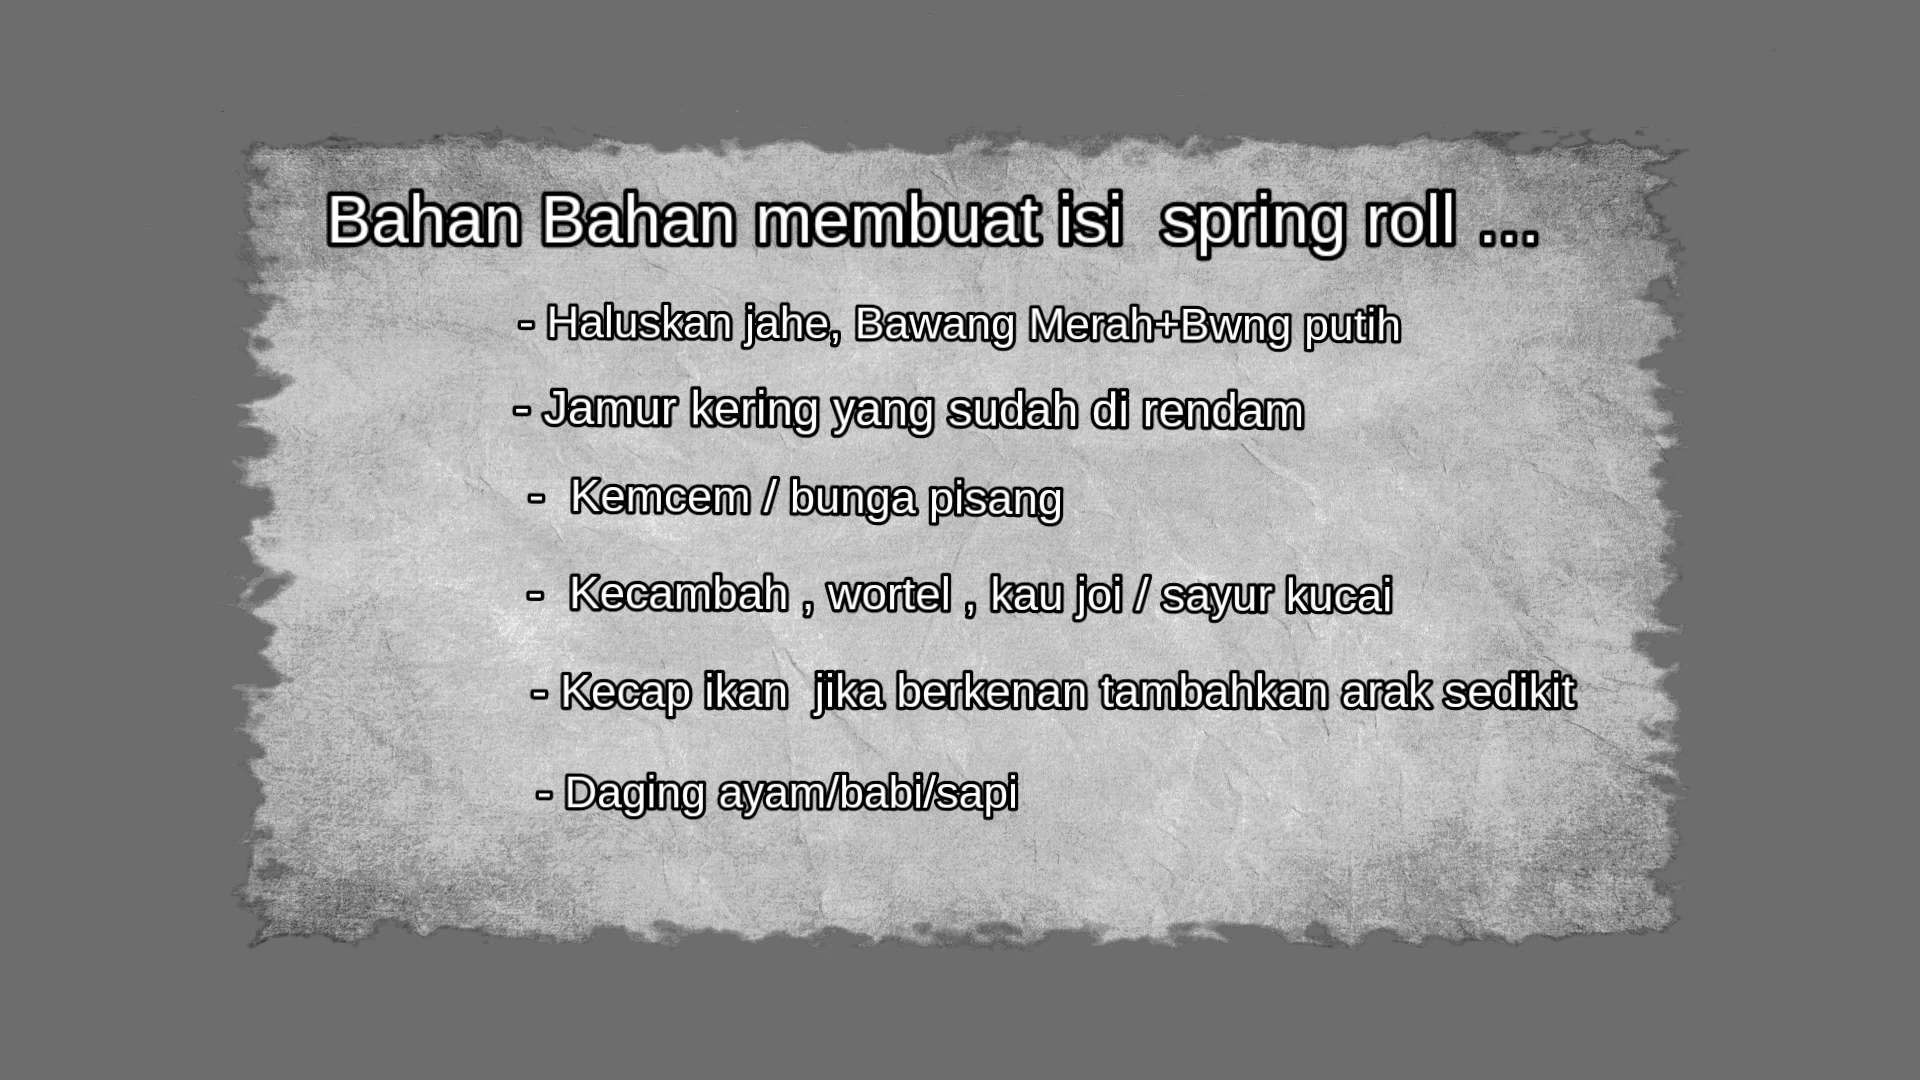 Bahan Bahan membuat isi  spring roll ...
- Haluskan jahe, Bawang Merah+Bwng putih
- Jamur kering yang sudah di rendam
-  Kemcem / bunga pisang
-  Kecambah , wortel , kau joi / sayur kucai
- Kecap ikan  jika berkenan tambahkan arak sedikit
- Daging ayam/babi/sapi